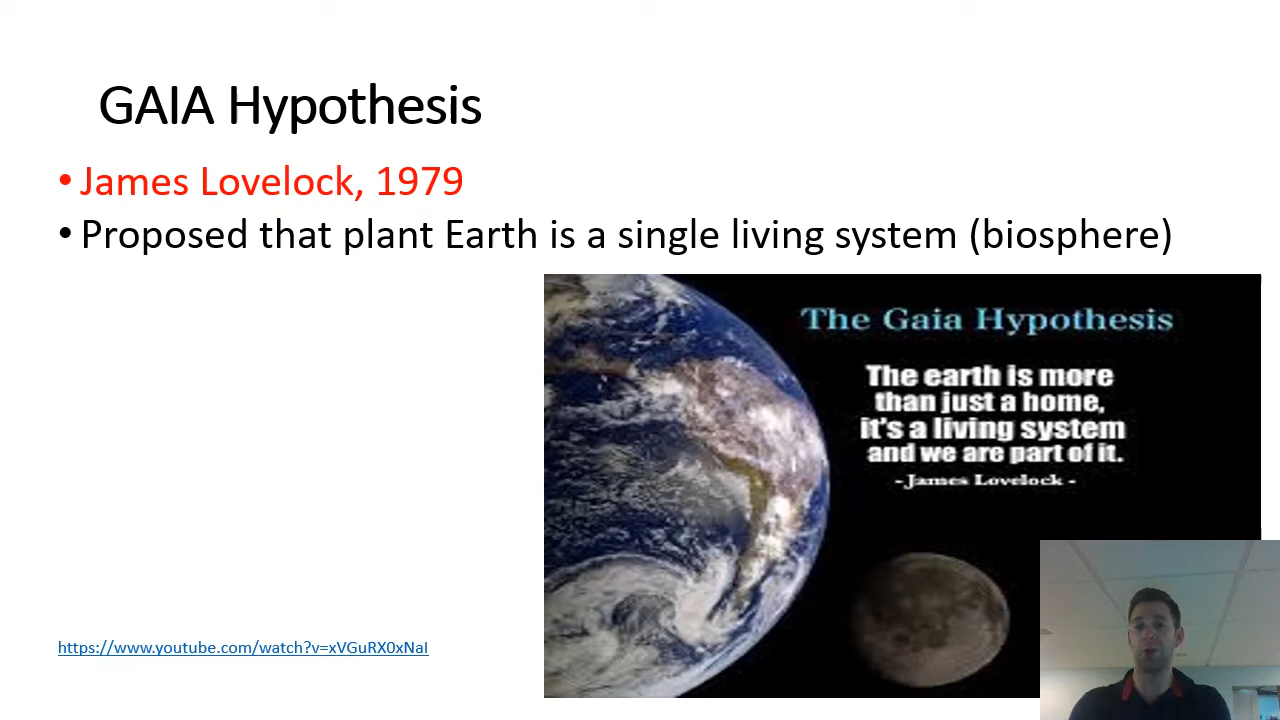 GAIA Hypothesis
• James Lovelock, 1979
• Proposed that plant Earth is a single living system (biosphere)
The Gaia Hypothesis
The earth is more
than just a home,
it's a living system
and we are part of it.
- James Lovelock -
https://www.youtube.com/watch?v=xVGuRX0xNaI